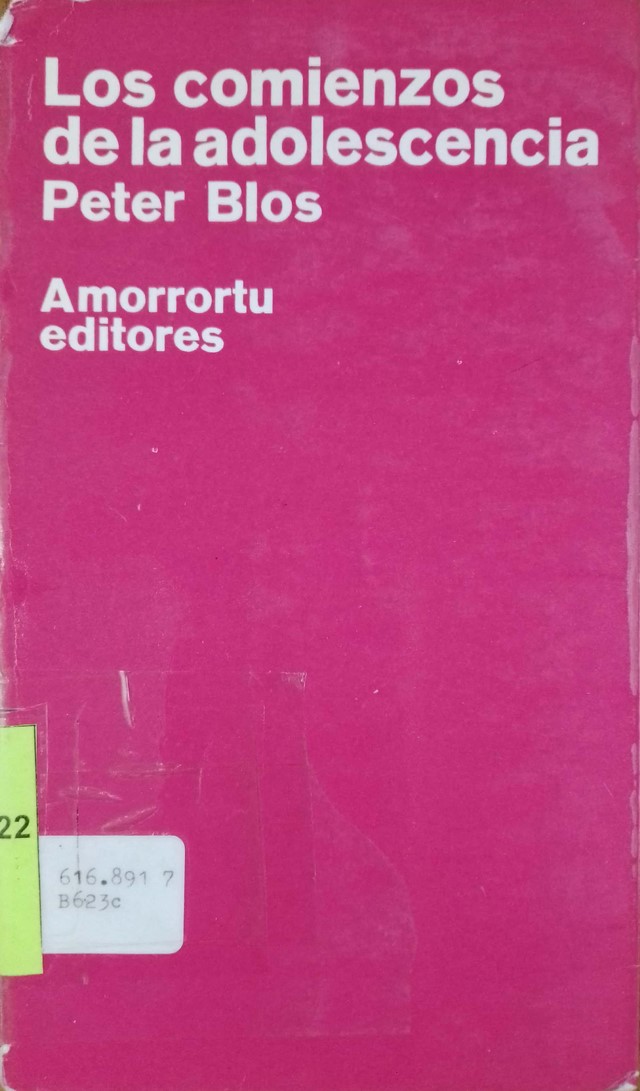 Los comienzos
de la adolescencia
Peter Blos
Amorrortu
editores
22
616.891 7
B623c